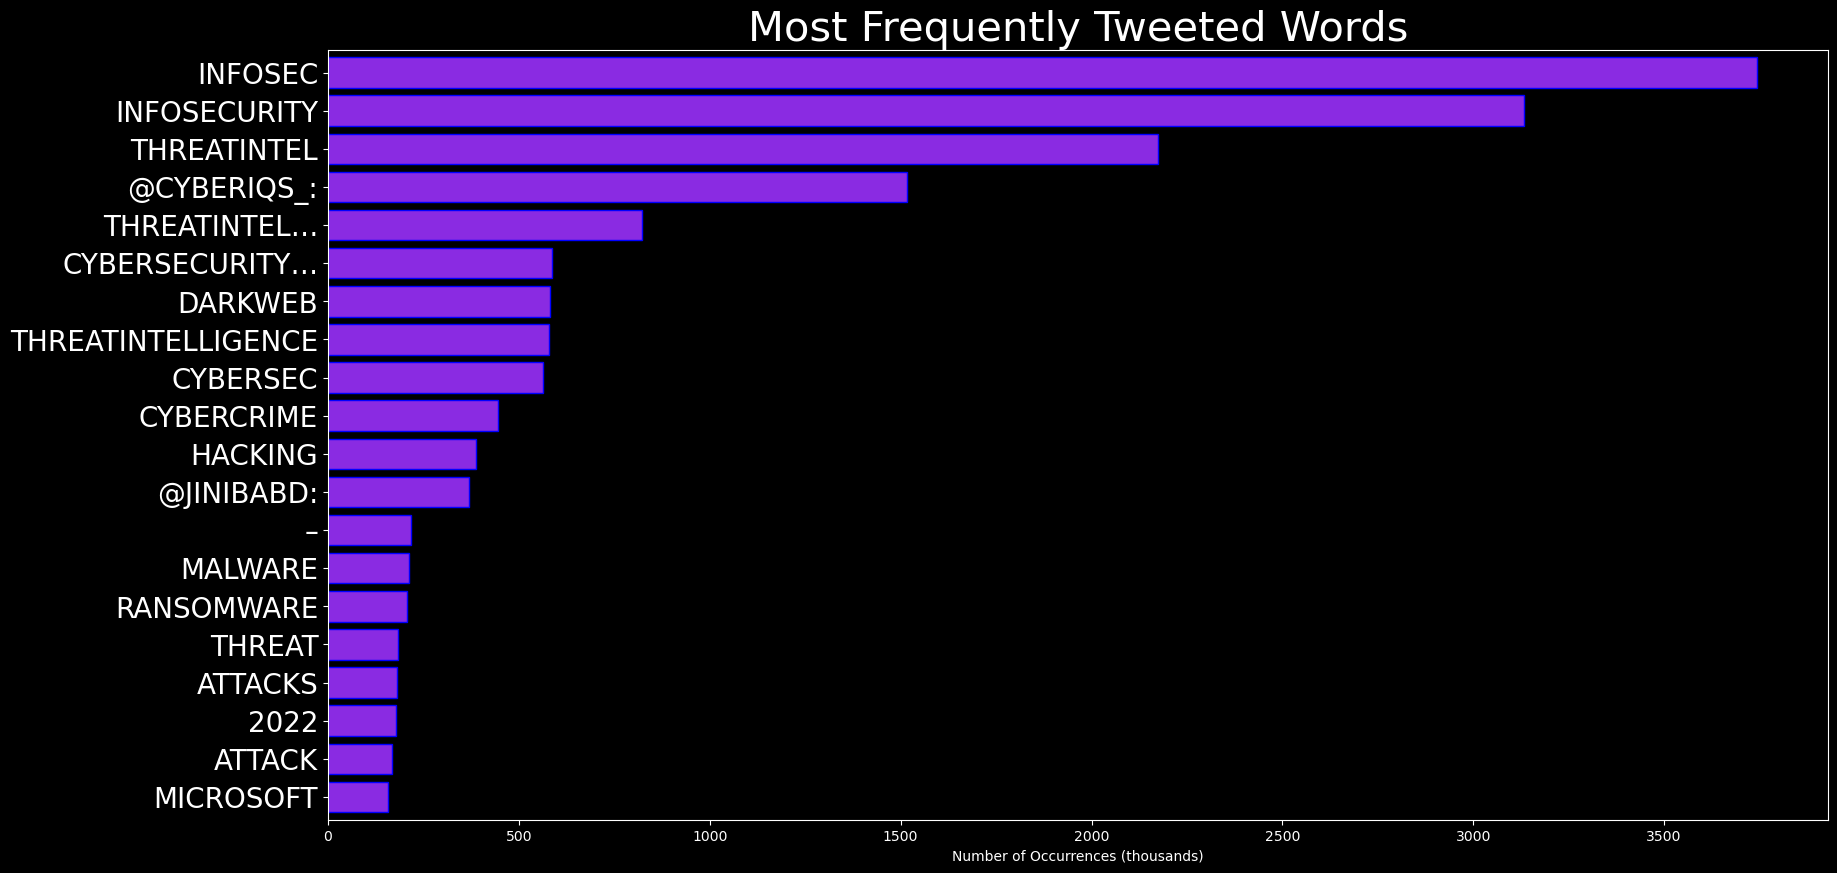 Most Frequently Tweeted Words
INFOSEC
INFOSECURITY
THREATINTEL
@CYBERIQS_:
THREATINTEL…
CYBERSECURITY…
DARKWEB
THREATINTELLIGENCE
CYBERSEC
CYBERCRIME
HACKING
@JINIBABD:
–
MALWARE
RANSOMWARE
THREAT
ATTACKS
2022
ATTACK
MICROSOFT
0 500 1000 1500 2000 2500 3000 3500
Number of Occurrences (thousands)